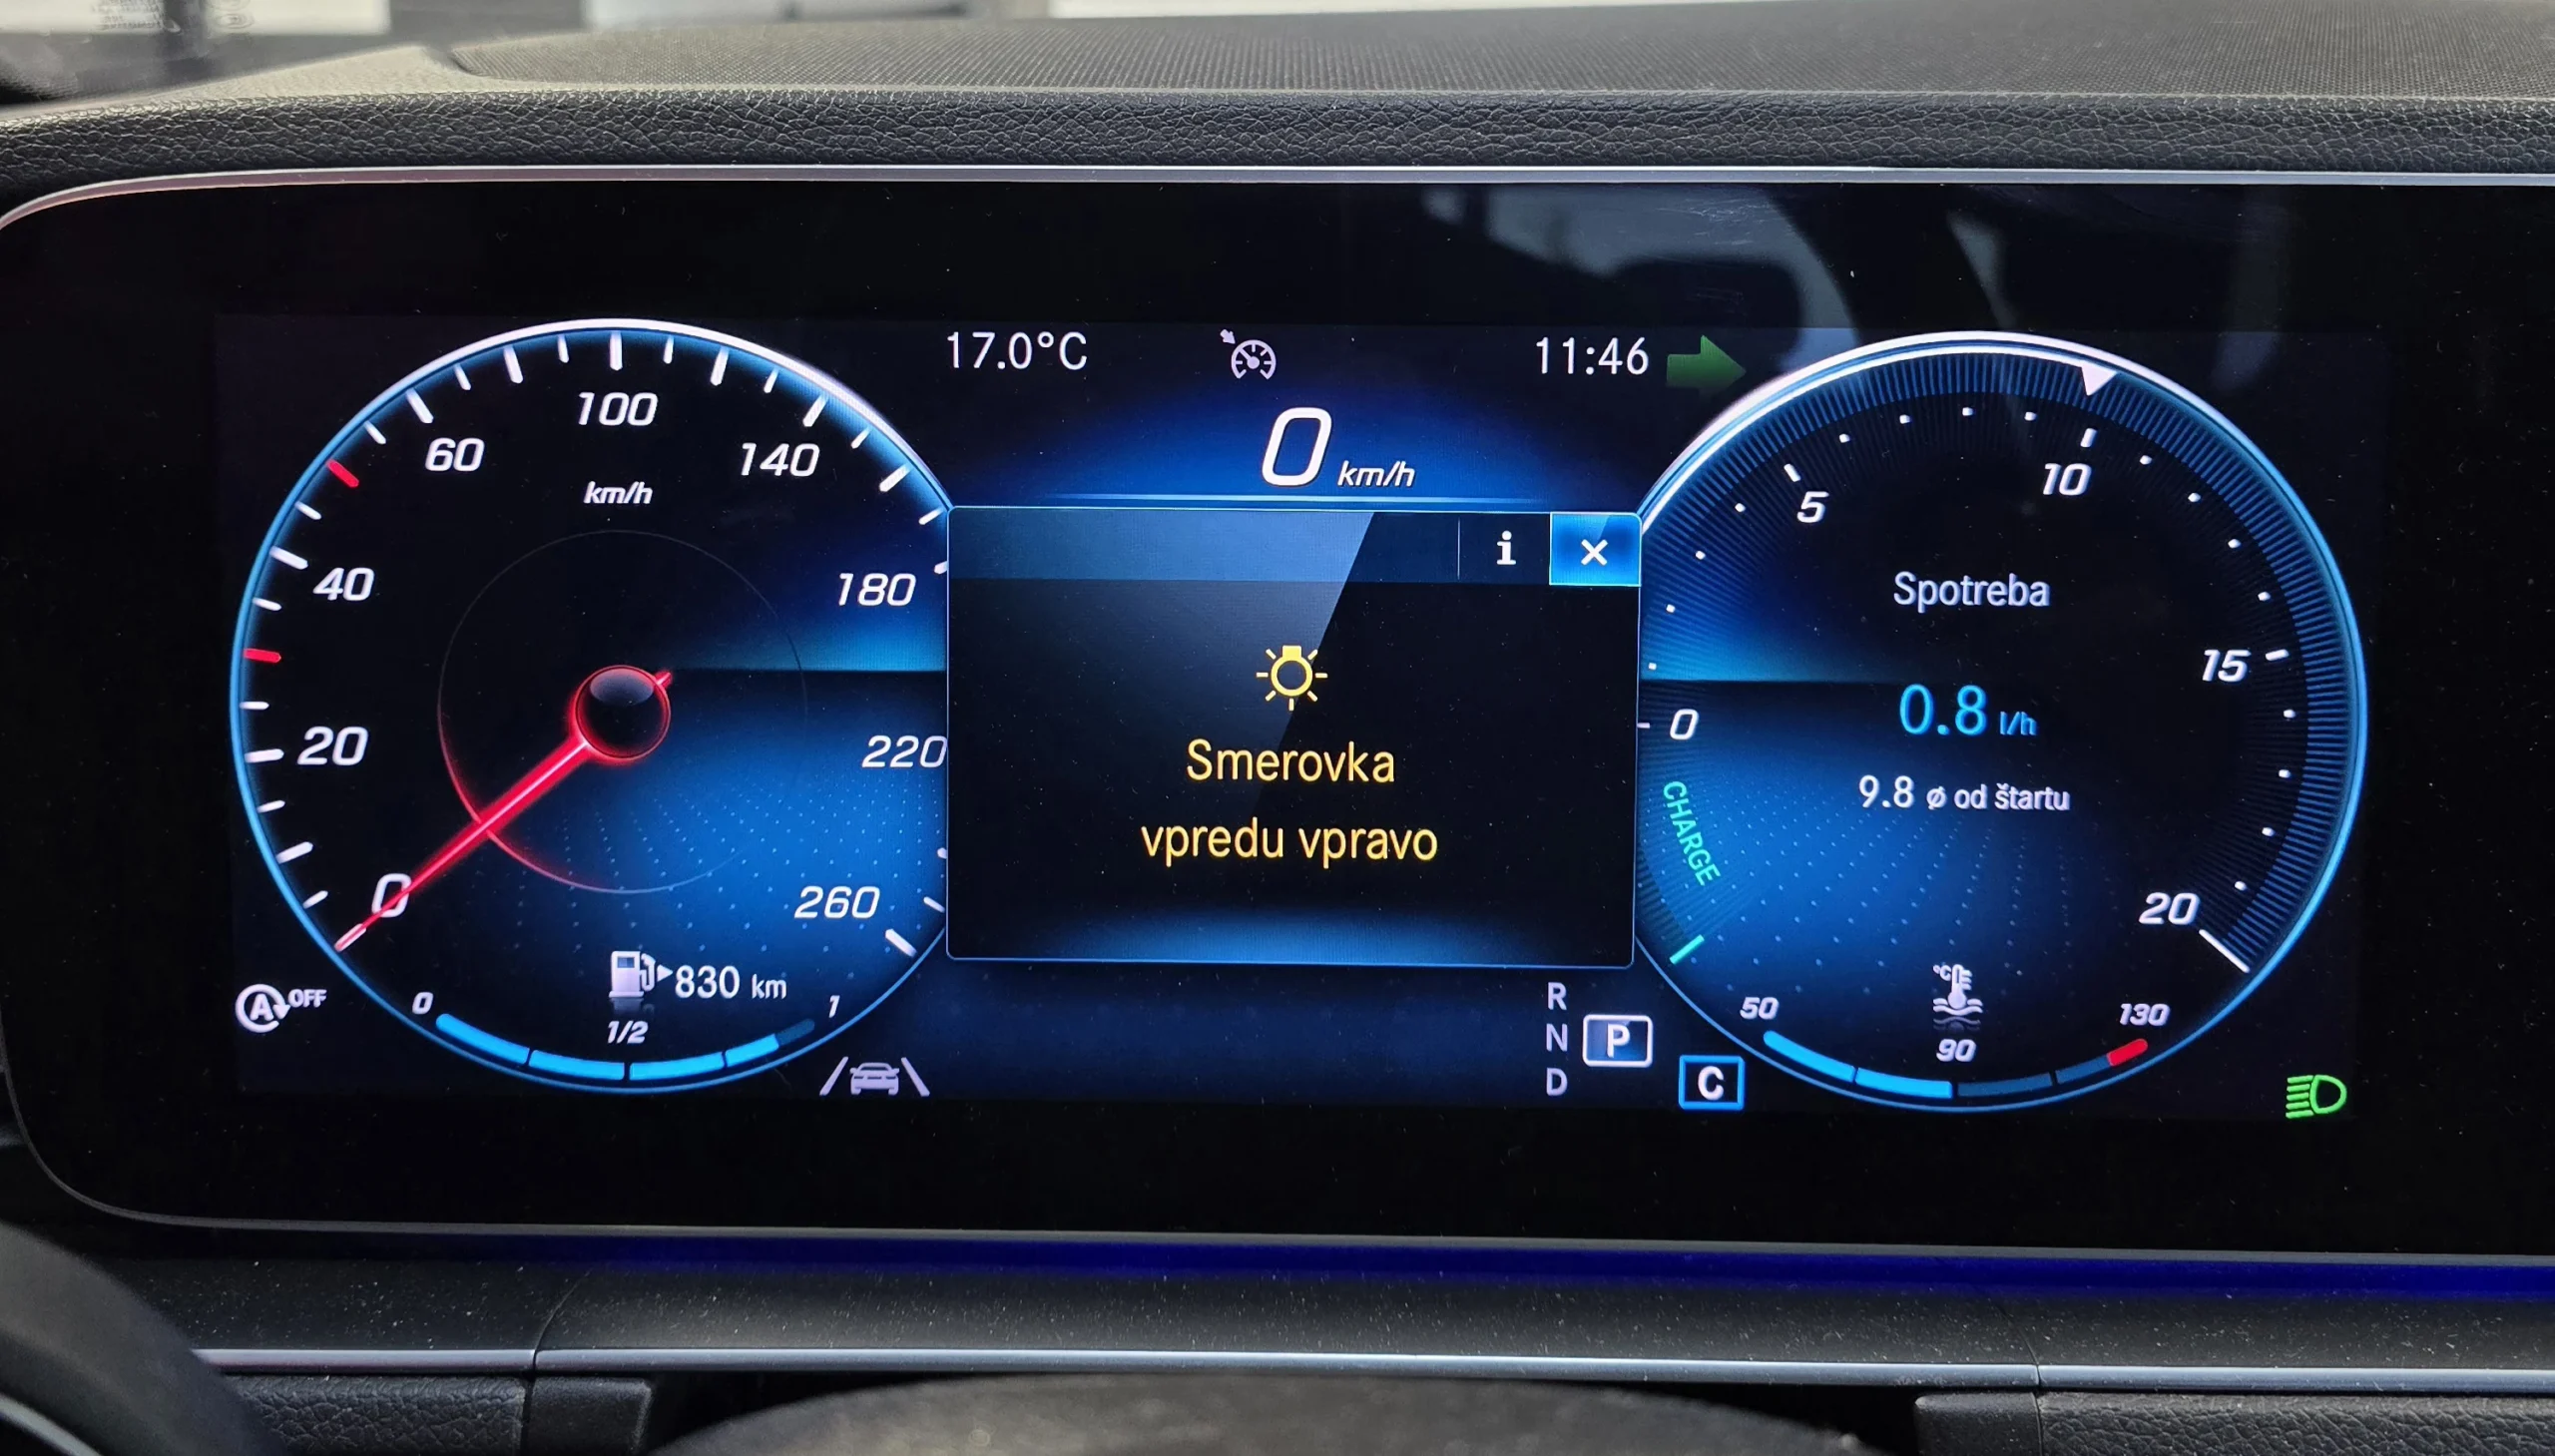 17.0°C
11:46
0 km/h
100
60
140
km/h
40
180
20
220
0
260
830 km
0
1/2
1
A OFF
i
×
Smerovka
vpredu vpravo
5
10
Spotreba
15
0
0.8 l/h
9.8 ø od štartu
CHARGE
20
°C
50
90
130
R
N
D
P
C